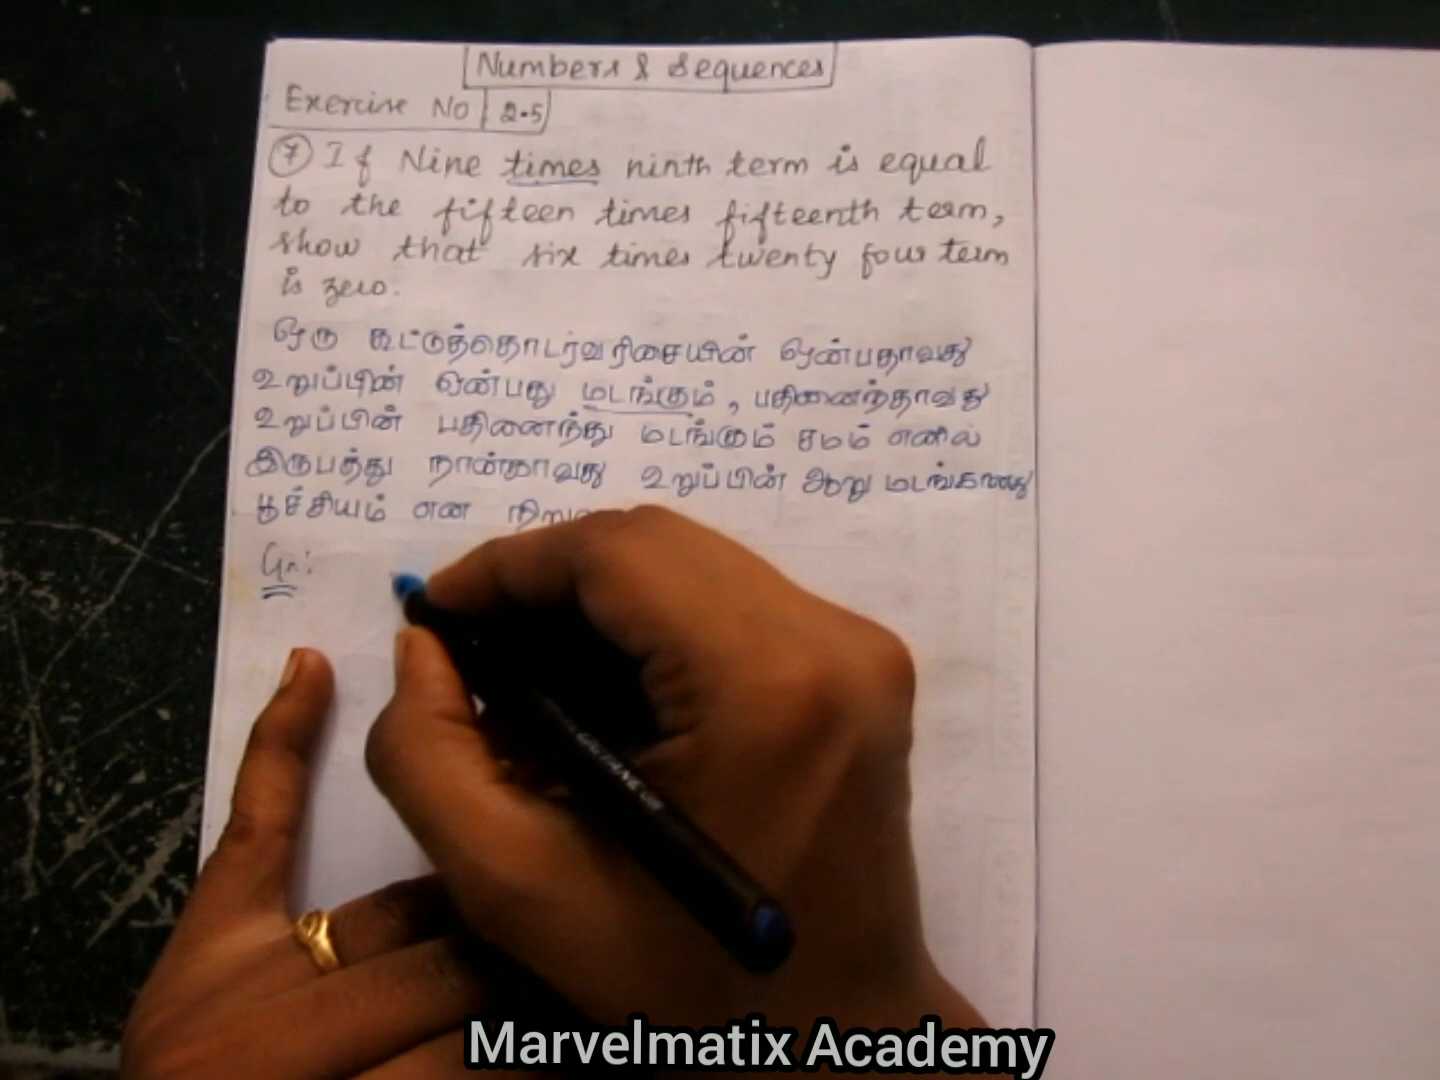 Numbers & Sequences
Exercise No 2.5
7 If Nine times ninth term is equal
to the fifteen times fifteenth term,
show that six times twenty four term
is zero.
ஒரு கூட்டுத்தொடர்வரிசையின் ஒன்பதாவது
உறுப்பின் ஒன்பது மடங்கும், பதினைந்தாவது
உறுப்பின் பதினைந்து மடங்கும் சமம் எனில்
இருபத்து நான்காவது உறுப்பின் ஆறு மடங்கானது
பூச்சியம் என
Gn:
Marvelmatix Academy